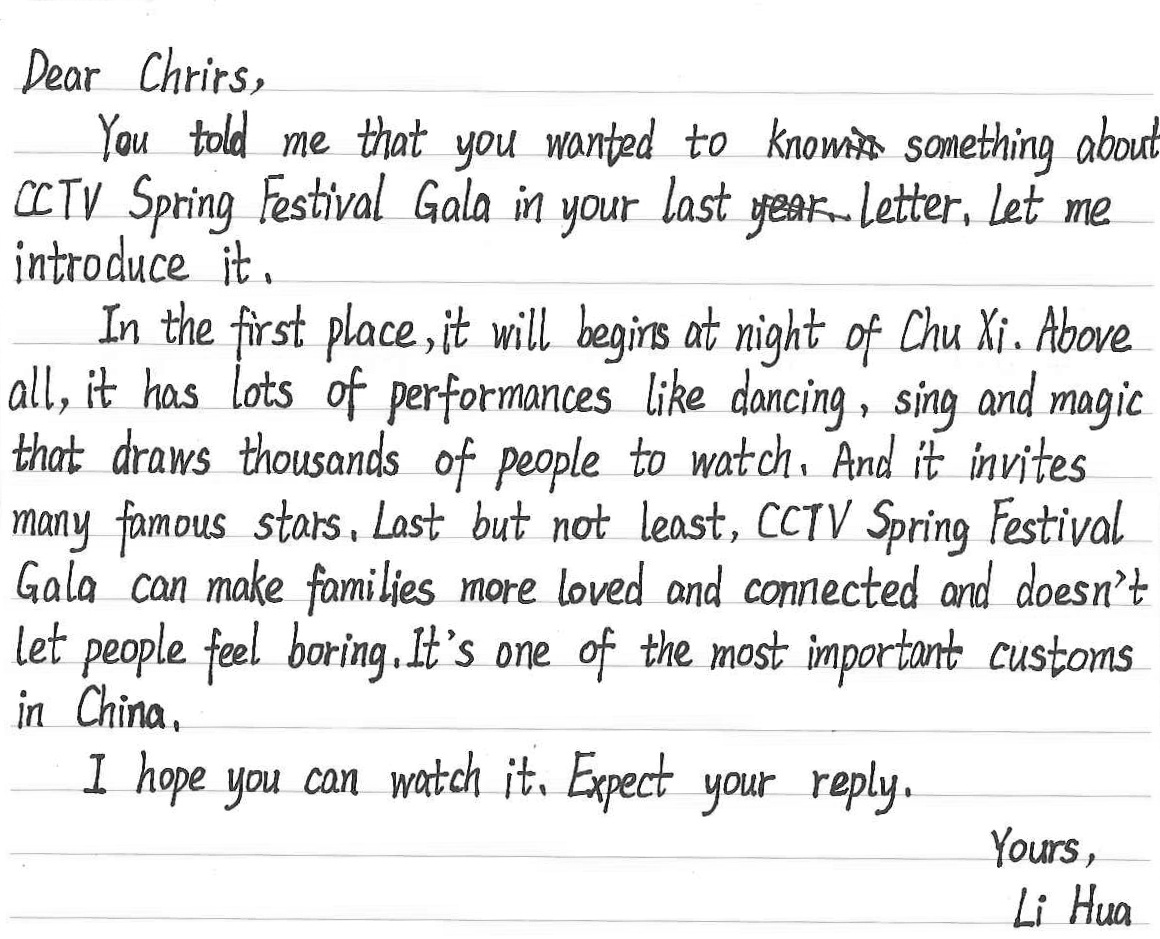 Dear Chrirs,
You told me that you wanted to know something about
CCTV Spring Festival Gala in your last letter. Let me
introduce it.
In the first place, it will begins at night of Chu Xi. Above
all, it has lots of performances like dancing, sing and magic
that draws thousands of people to watch. And it invites
many famous stars. Last but not least, CCTV Spring Festival
Gala can make families more loved and connected and doesn't
let people feel boring. It's one of the most important customs
in China.
I hope you can watch it. Expect your reply.
Yours,
Li Hua